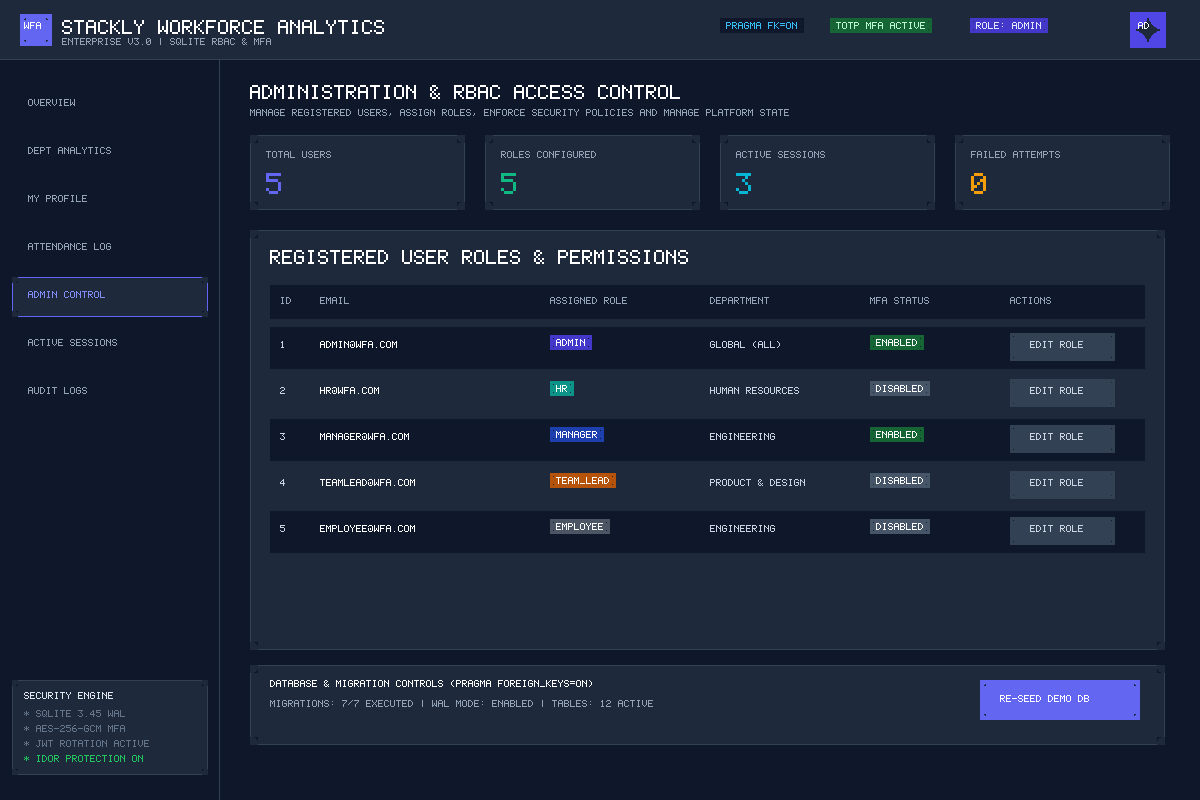 WFA
STACKLY WORKFORCE ANALYTICS
ENTERPRISE V3.0 | SQLITE RBAC & MFA
PRAGMA FK=ON
TOTP MFA ACTIVE
ROLE: ADMIN
AD
OVERVIEW
DEPT ANALYTICS
MY PROFILE
ATTENDANCE LOG
ADMIN CONTROL
ACTIVE SESSIONS
AUDIT LOGS
SECURITY ENGINE
* SQLITE 3.45 WAL
* AES-256-GCM MFA
* JWT ROTATION ACTIVE
* IDOR PROTECTION ON
ADMINISTRATION & RBAC ACCESS CONTROL
MANAGE REGISTERED USERS, ASSIGN ROLES, ENFORCE SECURITY POLICIES AND MANAGE PLATFORM STATE
TOTAL USERS
5
ROLES CONFIGURED
5
ACTIVE SESSIONS
3
FAILED ATTEMPTS
0
REGISTERED USER ROLES & PERMISSIONS
ID EMAIL ASSIGNED ROLE DEPARTMENT MFA STATUS ACTIONS
1 ADMIN@WFA.COM ADMIN GLOBAL (ALL) ENABLED EDIT ROLE
2 HR@WFA.COM HR HUMAN RESOURCES DISABLED EDIT ROLE
3 MANAGER@WFA.COM MANAGER ENGINEERING ENABLED EDIT ROLE
4 TEAMLEAD@WFA.COM TEAM_LEAD PRODUCT & DESIGN DISABLED EDIT ROLE
5 EMPLOYEE@WFA.COM EMPLOYEE ENGINEERING DISABLED EDIT ROLE
DATABASE & MIGRATION CONTROLS (PRAGMA FOREIGN_KEYS=ON)
MIGRATIONS: 7/7 EXECUTED | WAL MODE: ENABLED | TABLES: 12 ACTIVE
RE-SEED DEMO DB